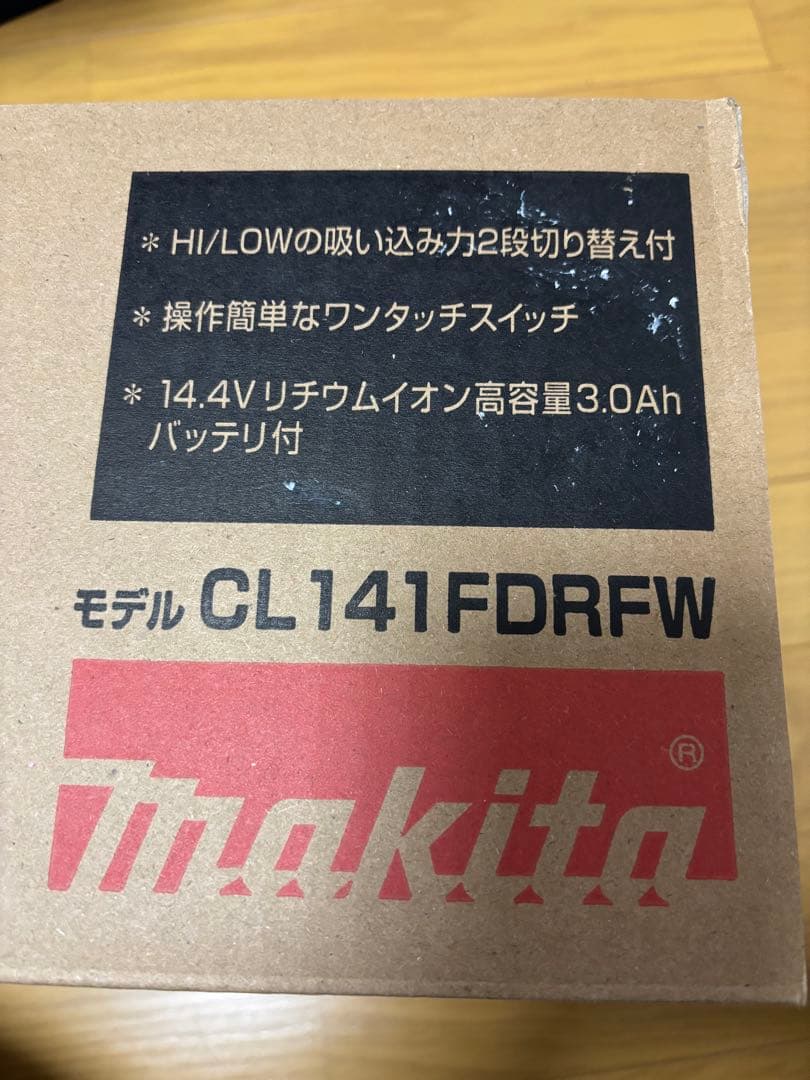 * HI/LOWの吸い込み力2段切り替え付
* 操作簡単なワンタッチスイッチ
* 14.4Vリチウムイオン高容量3.0Ah
バッテリ付
モデル CL141FDRFW
makita®